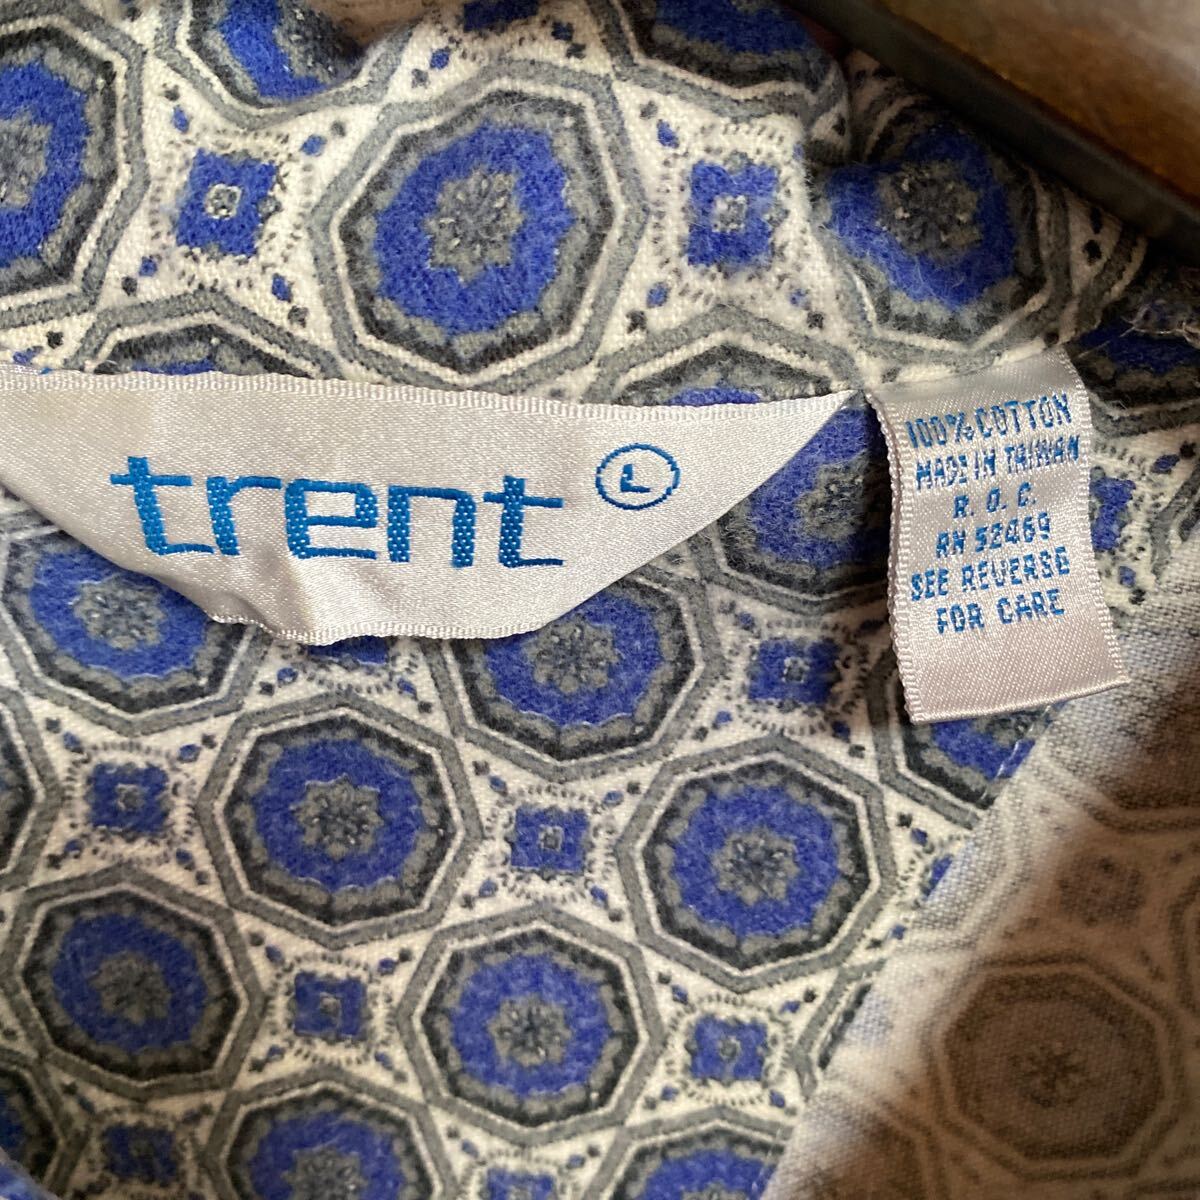 trent L
100% COTTON
MADE IN TAIWAN
R. O. C.
RN 52469
SEE REVERSE
FOR CARE